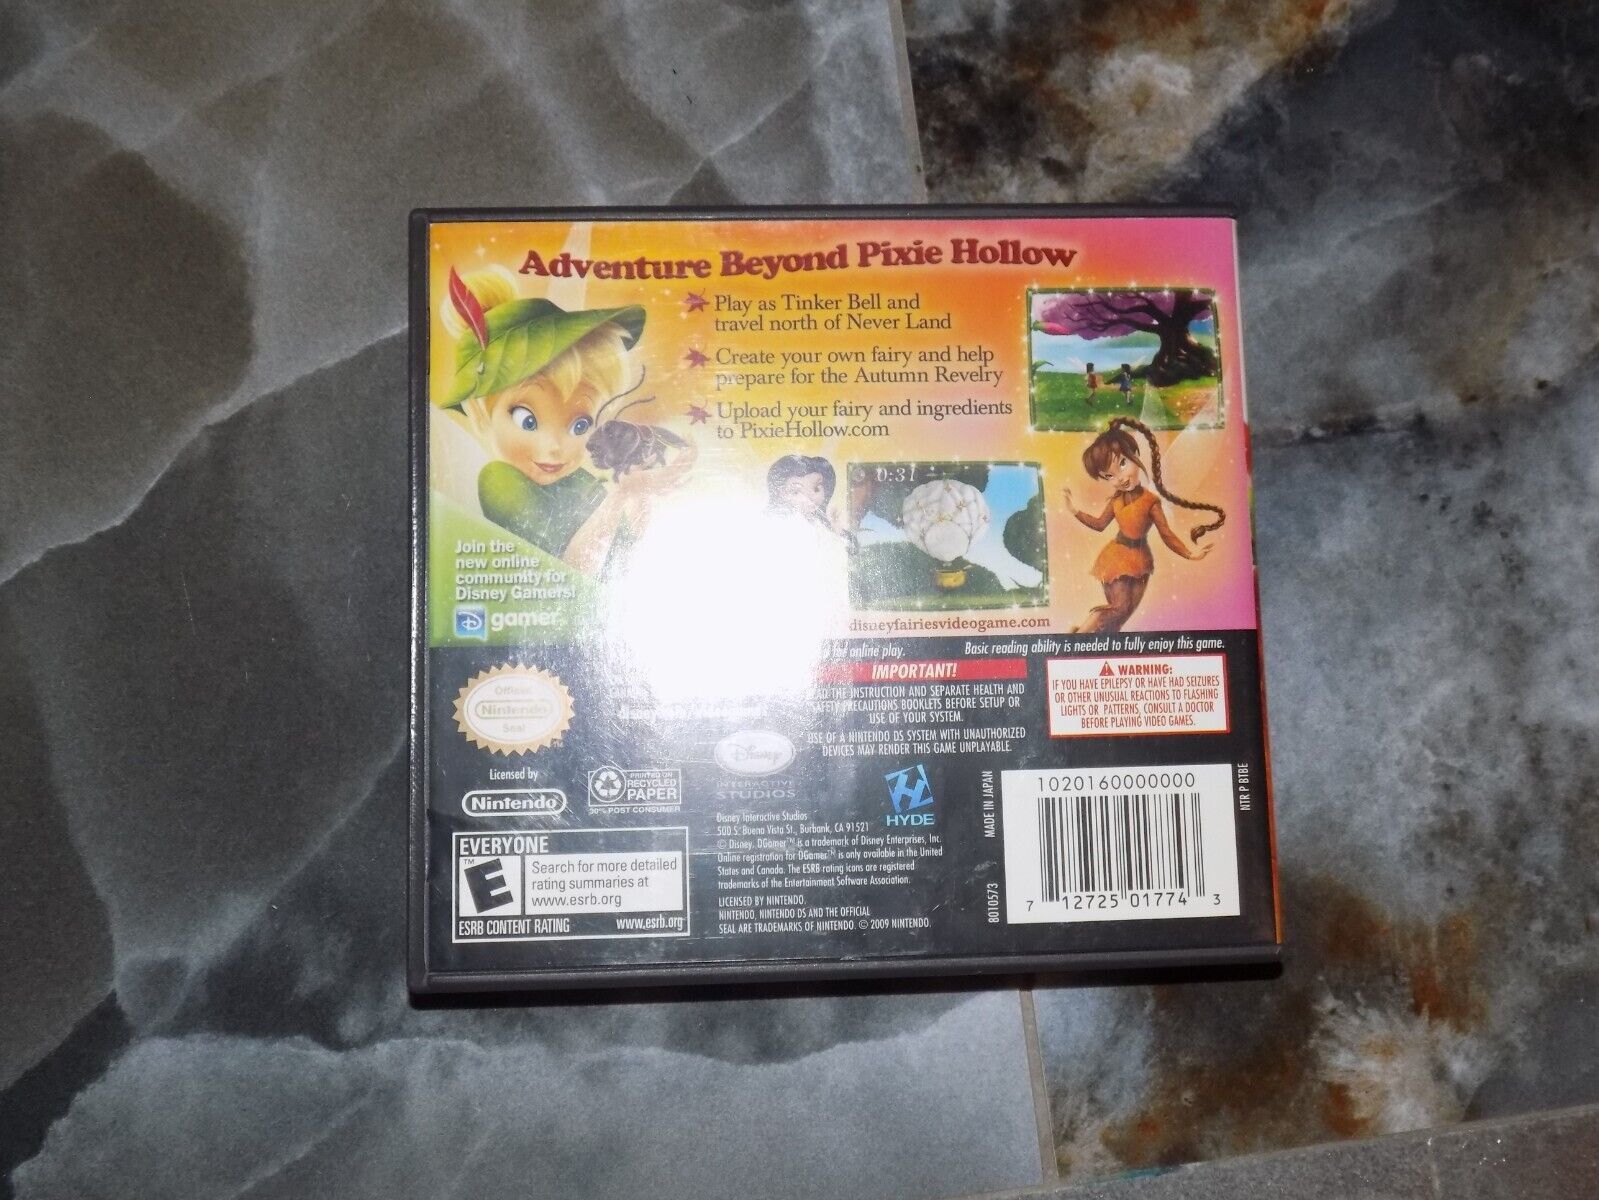 Adventure Beyond Pixie Hollow
Play as Tinker Bell and
travel north of Never Land
Create your own fairy and help
prepare for the Autumn Revelry
Upload your fairy and ingredients
to PixieHollow.com
0:31
Join the
new online
community for
Disney Gamers!
D gamer
disneyfairiesvideogame.com
for online play.
Basic reading ability is needed to fully enjoy this game.
IMPORTANT!
THE INSTRUCTION AND SEPARATE HEALTH AND
SAFETY PRECAUTIONS BOOKLETS BEFORE SETUP OR
USE OF YOUR SYSTEM.
USE OF A NINTENDO DS SYSTEM WITH UNAUTHORIZED
DEVICES MAY RENDER THIS GAME UNPLAYABLE.
WARNING:
IF YOU HAVE EPILEPSY OR HAVE HAD SEIZURES
OR OTHER UNUSUAL REACTIONS TO FLASHING
LIGHTS OR PATTERNS, CONSULT A DOCTOR
BEFORE PLAYING VIDEO GAMES.
Official
Nintendo
Seal
Licensed by
Nintendo
PRINTED ON
RECYCLED
PAPER
30% POST CONSUMER
Disney
INTERACTIVE
STUDIOS
HYDE
Disney Interactive Studios
500 S. Buena Vista St., Burbank, CA 91521
© Disney. DGamer™ is a trademark of Disney Enterprises, Inc.
Online registration for DGamer™ is only available in the United
States and Canada. The ESRB rating icons are registered
trademarks of the Entertainment Software Association.
LICENSED BY NINTENDO.
NINTENDO, NINTENDO DS AND THE OFFICIAL
SEAL ARE TRADEMARKS OF NINTENDO. © 2009 NINTENDO.
EVERYONE
E™
Search for more detailed
rating summaries at
www.esrb.org
ESRB CONTENT RATING www.esrb.org
MADE IN JAPAN
8010573
1020160000000
7 12725 01774 3
NTR P BTBE